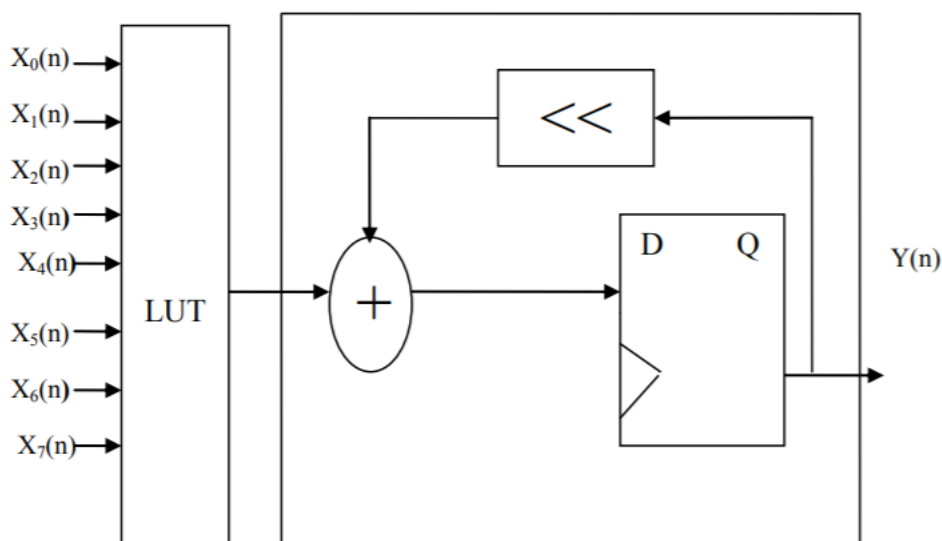 X₀(n)
X₁(n)
X₂(n)
X₃(n)
X₄(n)
X₅(n)
X₆(n)
X₇(n)
LUT
<<
+
D Q
Y(n)